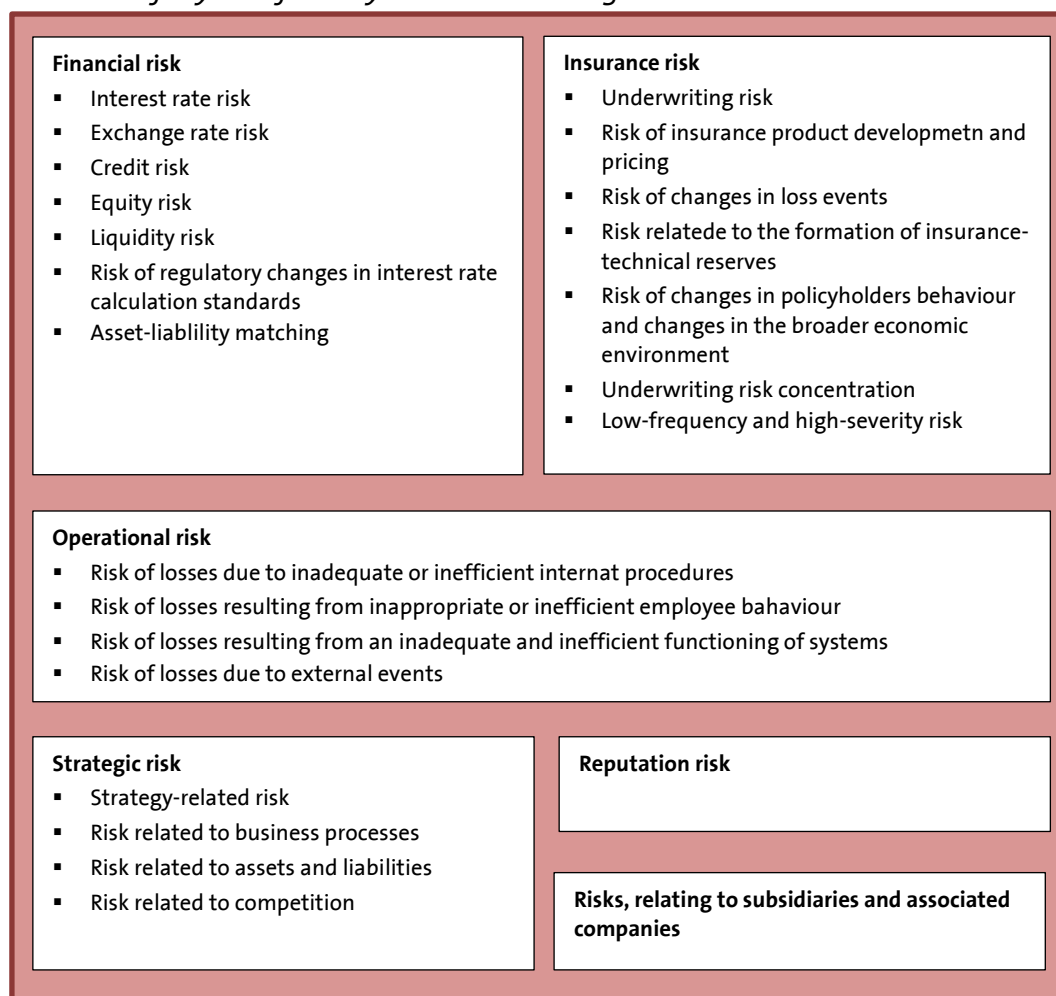 Financial risk
▪ Interest rate risk
▪ Exchange rate risk
▪ Credit risk
▪ Equity risk
▪ Liquidity risk
▪ Risk of regulatory changes in interest rate
calculation standards
▪ Asset-liablility matching
Insurance risk
▪ Underwriting risk
▪ Risk of insurance product developmetn and
pricing
▪ Risk of changes in loss events
▪ Risk relatede to the formation of insurance-
technical reserves
▪ Risk of changes in policyholders behaviour
and changes in the broader economic
environment
▪ Underwriting risk concentration
▪ Low-frequency and high-severity risk
Operational risk
▪ Risk of losses due to inadequate or inefficient internat procedures
▪ Risk of losses resulting from inappropriate or inefficient employee bahaviour
▪ Risk of losses resulting from an inadequate and inefficient functioning of systems
▪ Risk of losses due to external events
Strategic risk
▪ Strategy-related risk
▪ Risk related to business processes
▪ Risk related to assets and liabilities
▪ Risk related to competition
Reputation risk
Risks, relating to subsidiaries and associated
companies